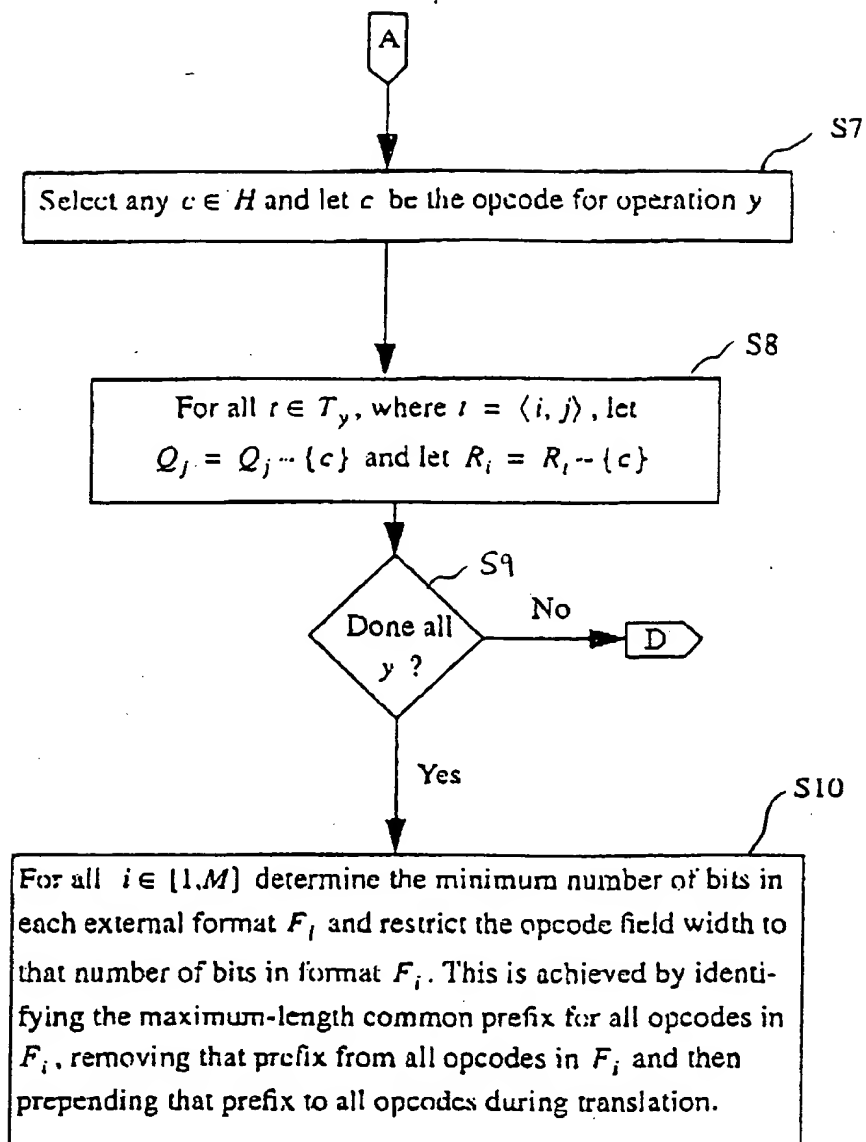 A
S7
Select any c ∈ H and let c be the opcode for operation y
S8
For all t ∈ T_y, where t = ⟨i, j⟩, let
Q_j = Q_j - {c} and let R_i = R_i - {c}
S9
Done all
y ?
No
D
Yes
S10
For all i ∈ [1,M] determine the minimum number of bits in
each external format F_i and restrict the opcode field width to
that number of bits in format F_i. This is achieved by identi-
fying the maximum-length common prefix for all opcodes in
F_i, removing that prefix from all opcodes in F_i and then
prepending that prefix to all opcodes during translation.